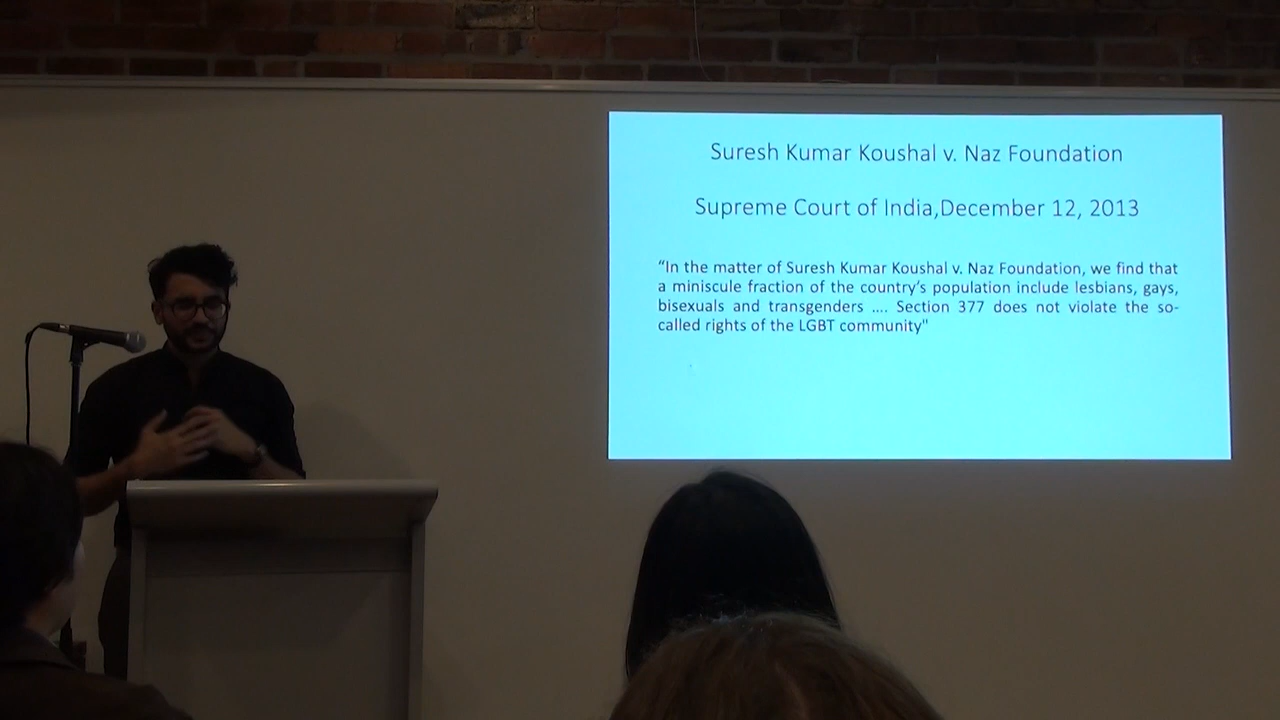 Suresh Kumar Koushal v. Naz Foundation
Supreme Court of India,December 12, 2013
“In the matter of Suresh Kumar Koushal v. Naz Foundation, we find that
a miniscule fraction of the country’s population include lesbians, gays,
bisexuals and transgenders .... Section 377 does not violate the so-
called rights of the LGBT community"